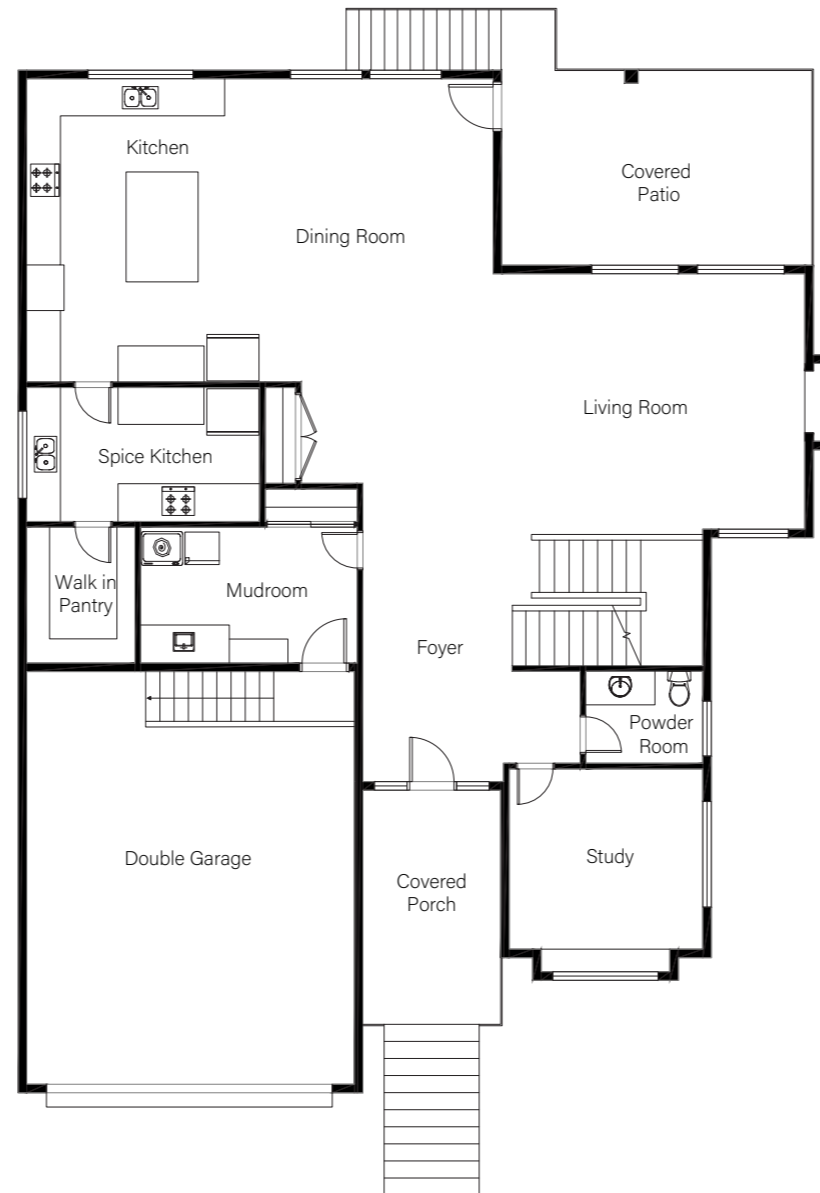 Kitchen
Covered
Patio
Dining Room
Living Room
Spice Kitchen
Walk in
Pantry
Mudroom
Foyer
Powder
Room
Double Garage
Study
Covered
Porch